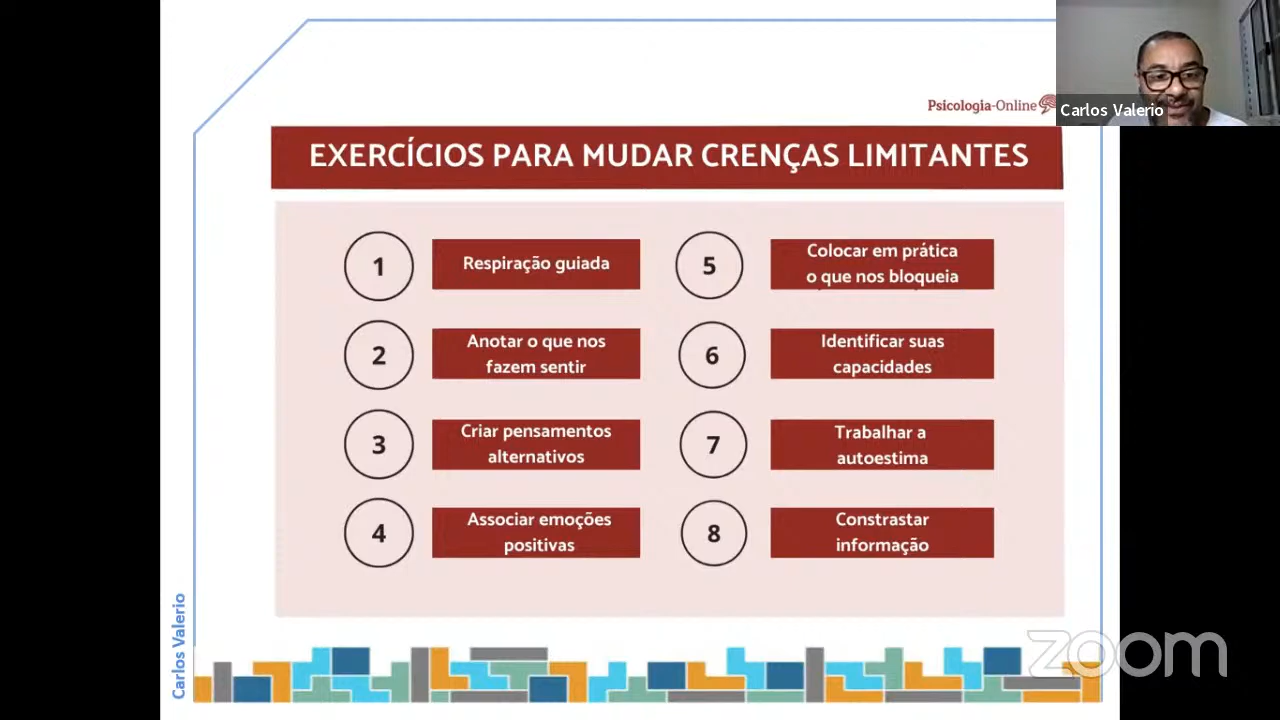 Psicologia-Online
Carlos Valerio
EXERCÍCIOS PARA MUDAR CRENÇAS LIMITANTES
1
Respiração guiada
2
Anotar o que nos
fazem sentir
3
Criar pensamentos
alternativos
4
Associar emoções
positivas
5
Colocar em prática
o que nos bloqueia
6
Identificar suas
capacidades
7
Trabalhar a
autoestima
8
Constrastar
informação
Carlos Valerio
zoom